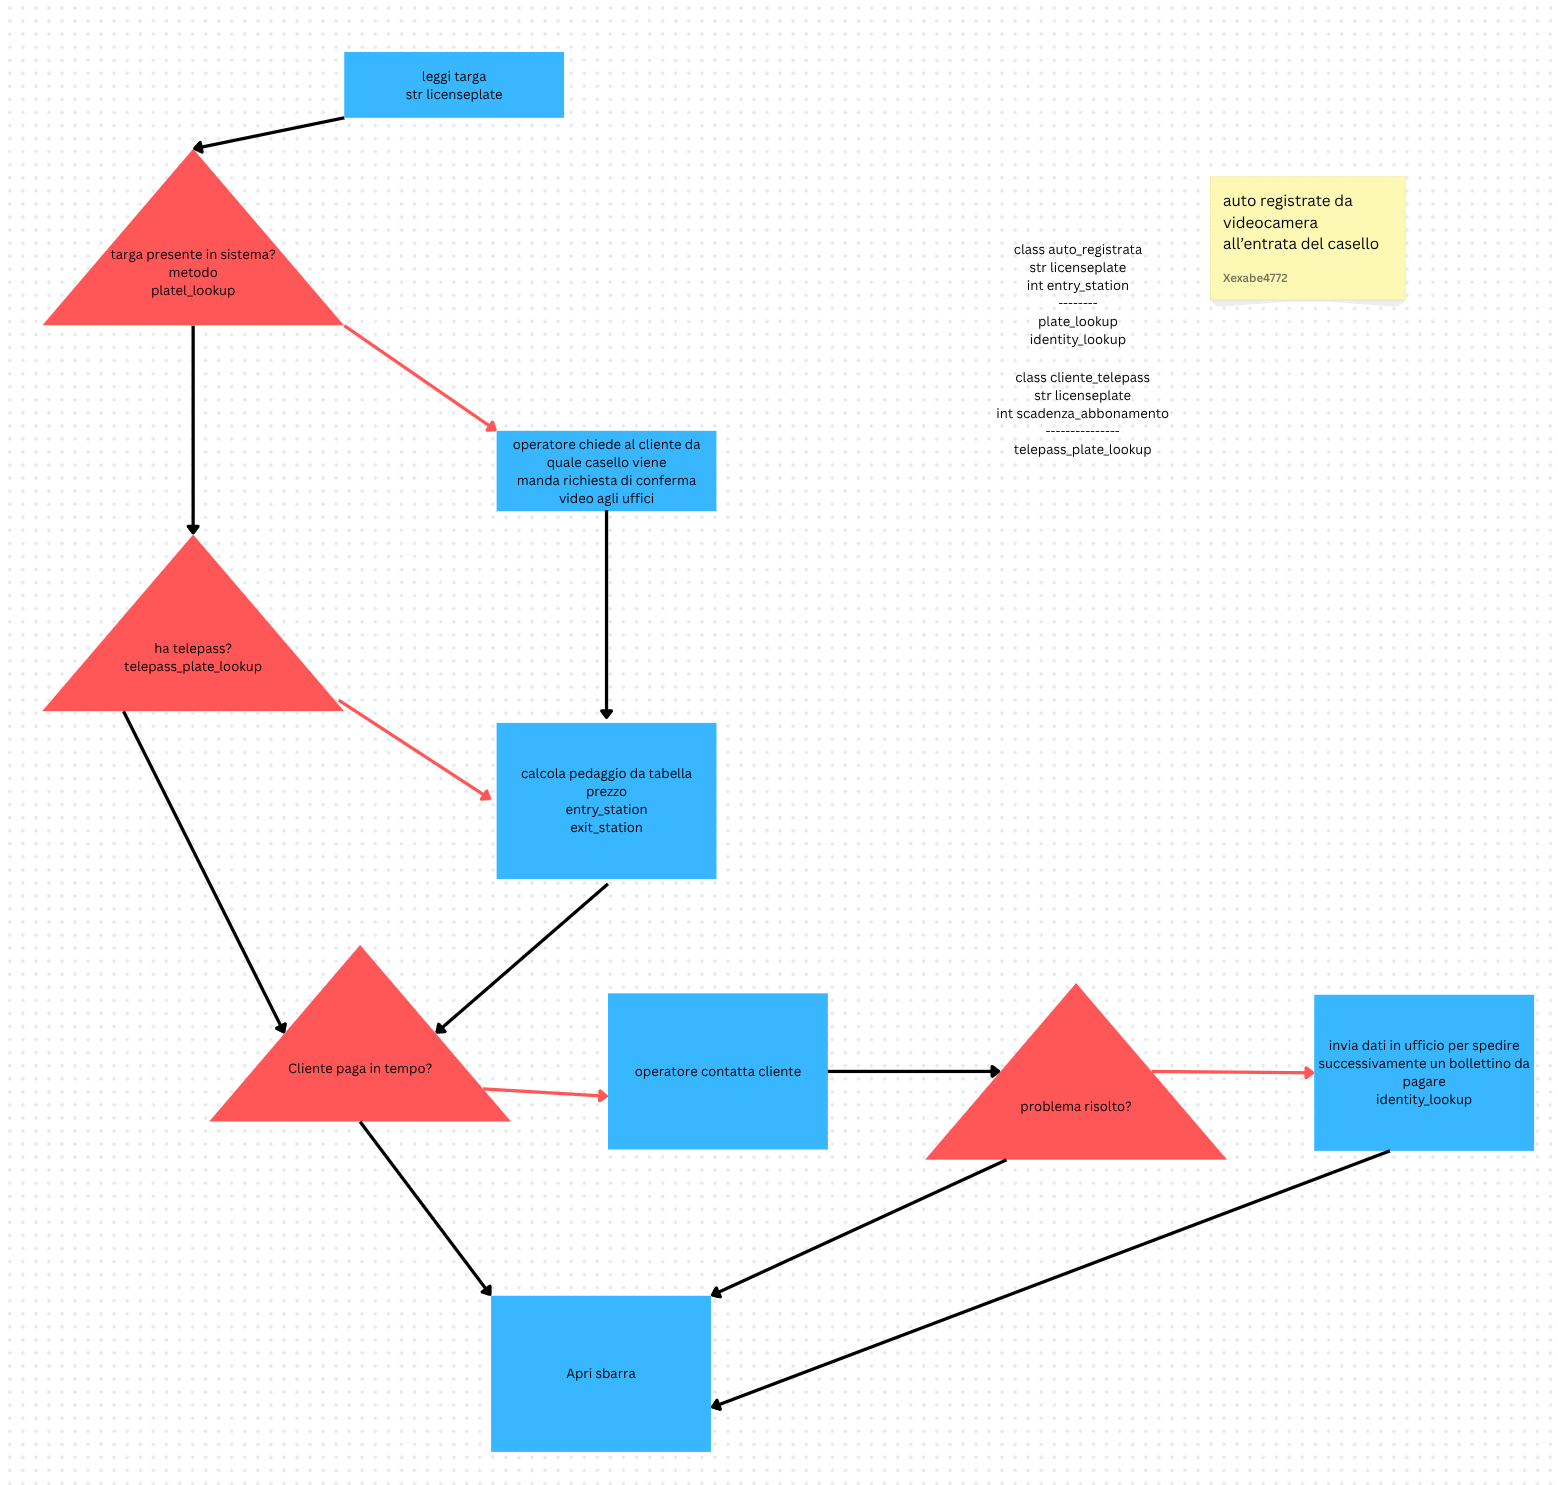 leggi targa
str licenseplate
targa presente in sistema?
metodo
platel_lookup
auto registrate da
videocamera
all'entrata del casello
Xexabe4772
class auto_registrata
str licenseplate
int entry_station
--------
plate_lookup
identity_lookup
class cliente_telepass
str licenseplate
int scadenza_abbonamento
---------------
telepass_plate_lookup
operatore chiede al cliente da
quale casello viene
manda richiesta di conferma
video agli uffici
ha telepass?
telepass_plate_lookup
calcola pedaggio da tabella
prezzo
entry_station
exit_station
Cliente paga in tempo?
operatore contatta cliente
problema risolto?
invia dati in ufficio per spedire
successivamente un bollettino da
pagare
identity_lookup
Apri sbarra